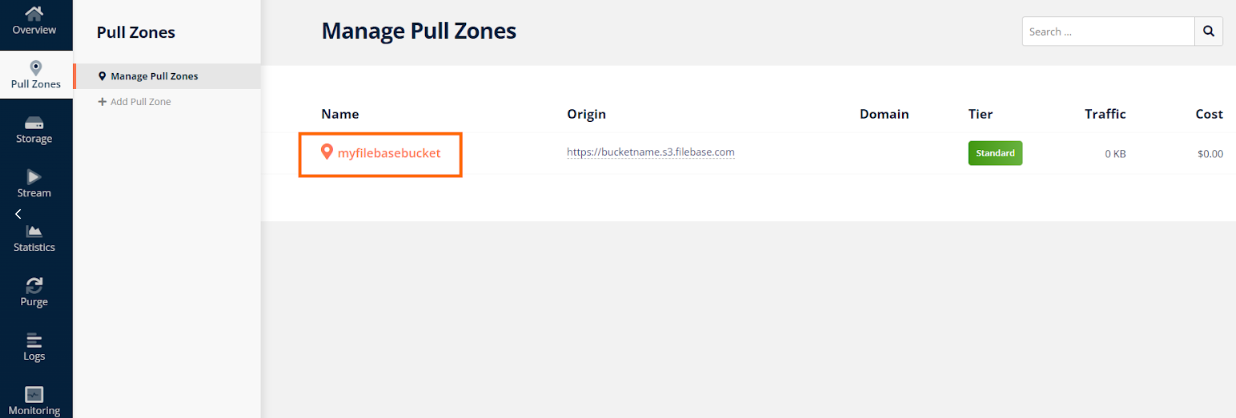 Overview
Pull Zones
Storage
Stream
Statistics
Purge
Logs
Monitoring
Pull Zones
Manage Pull Zones
Add Pull Zone
Manage Pull Zones
Search ...
Name Origin Domain Tier Traffic Cost
myfilebasebucket https://bucketname.s3.filebase.com Standard 0 KB $0.00